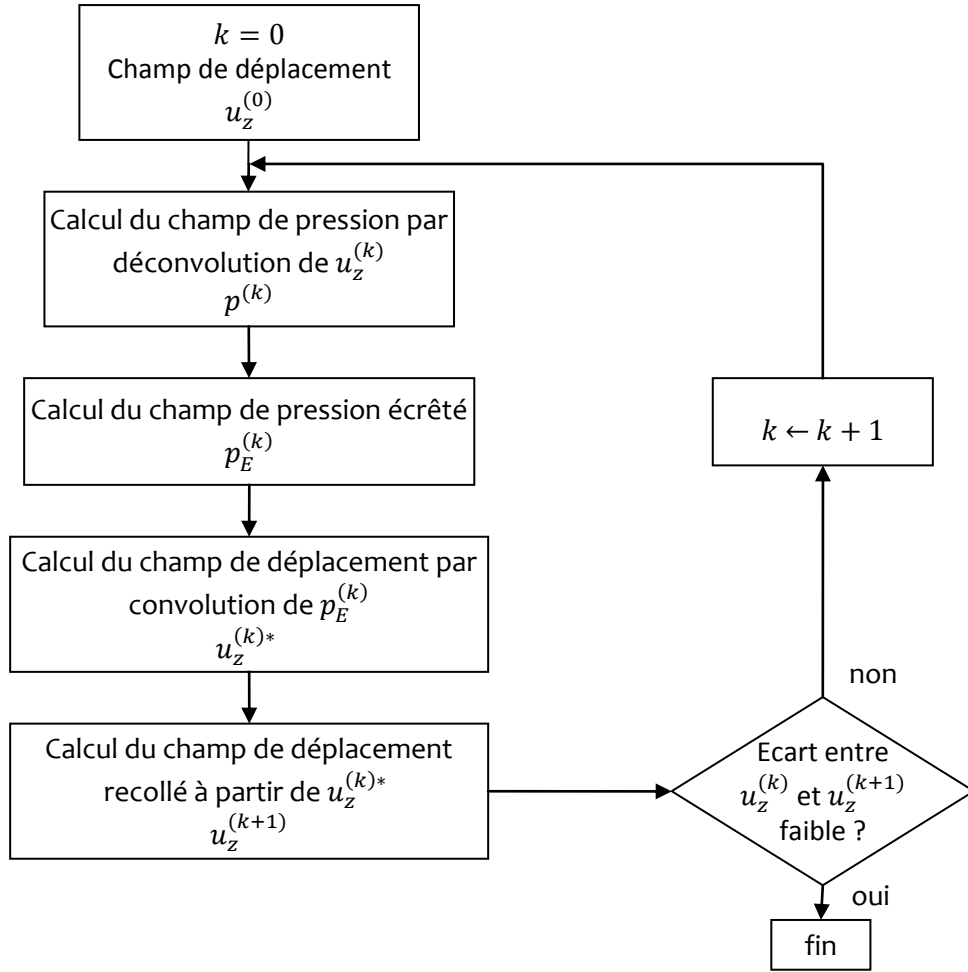 k = 0
Champ de déplacement
u_z^{(0)}
Calcul du champ de pression par
déconvolution de u_z^{(k)}
p^{(k)}
Calcul du champ de pression écrêté
p_E^{(k)}
Calcul du champ de déplacement par
convolution de p_E^{(k)}
u_z^{(k)*}
Calcul du champ de déplacement
recollé à partir de u_z^{(k)*}
u_z^{(k+1)}
k ← k + 1
non
Ecart entre
u_z^{(k)} et u_z^{(k+1)}
faible ?
oui
fin